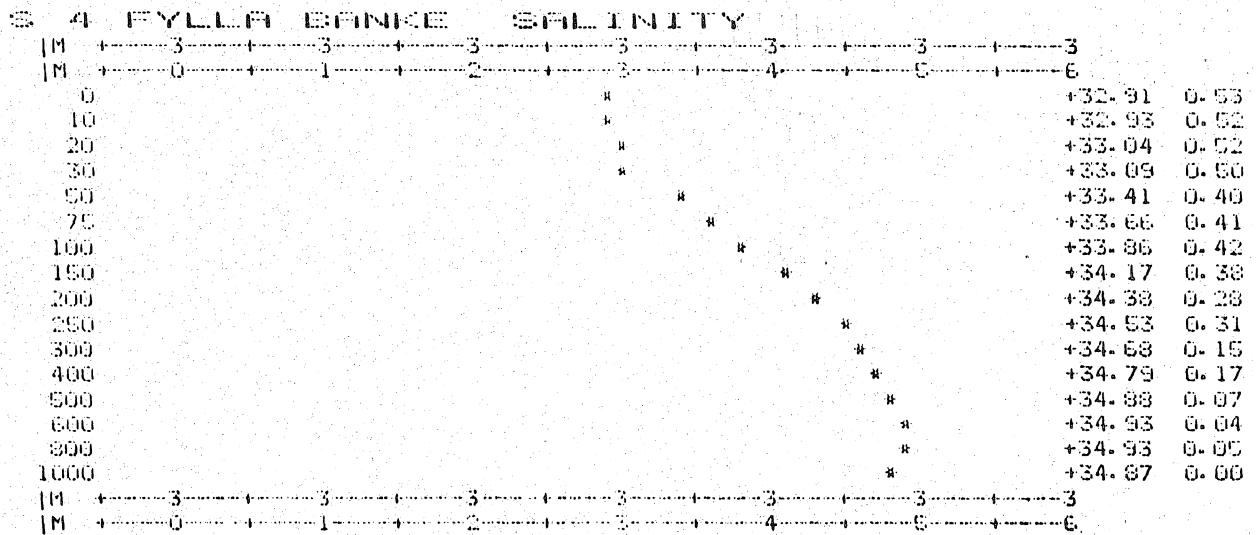 S 4 FYLLA BANKE SALINITY
|M +-----3----+----3----+----3----+----3----+----3----+----3----+-----3
|M +-----0----+----1----+----2----+----3----+----4----+----5----+-----6
0 * +32.91 0.53
10 * +32.93 0.52
20 * +33.04 0.52
30 * +33.09 0.50
50 * +33.41 0.40
75 * +33.66 0.41
100 * +33.86 0.42
150 * +34.17 0.38
200 * +34.38 0.28
250 * +34.53 0.31
300 * +34.68 0.15
400 * +34.79 0.17
500 * +34.88 0.07
600 * +34.93 0.04
800 * +34.93 0.05
1000 * +34.87 0.00
|M +-----3----+----3----+----3----+----3----+----3----+----3----+-----3
|M +-----0----+----1----+----2----+----3----+----4----+----5----+-----6